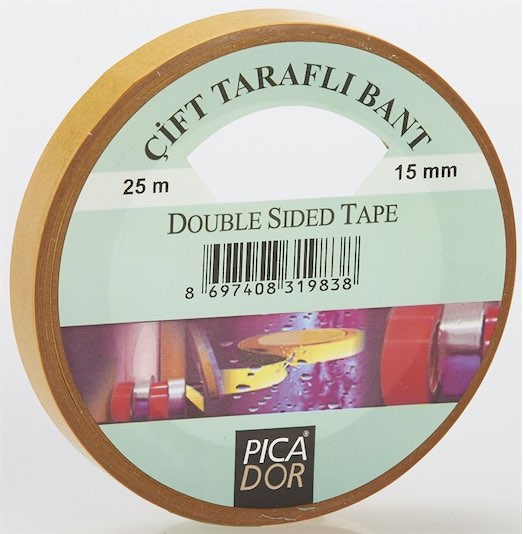 ÇİFT TARAFLI BANT
25 m
15 mm
DOUBLE SIDED TAPE
8 697408 319838
PICA®
DOR